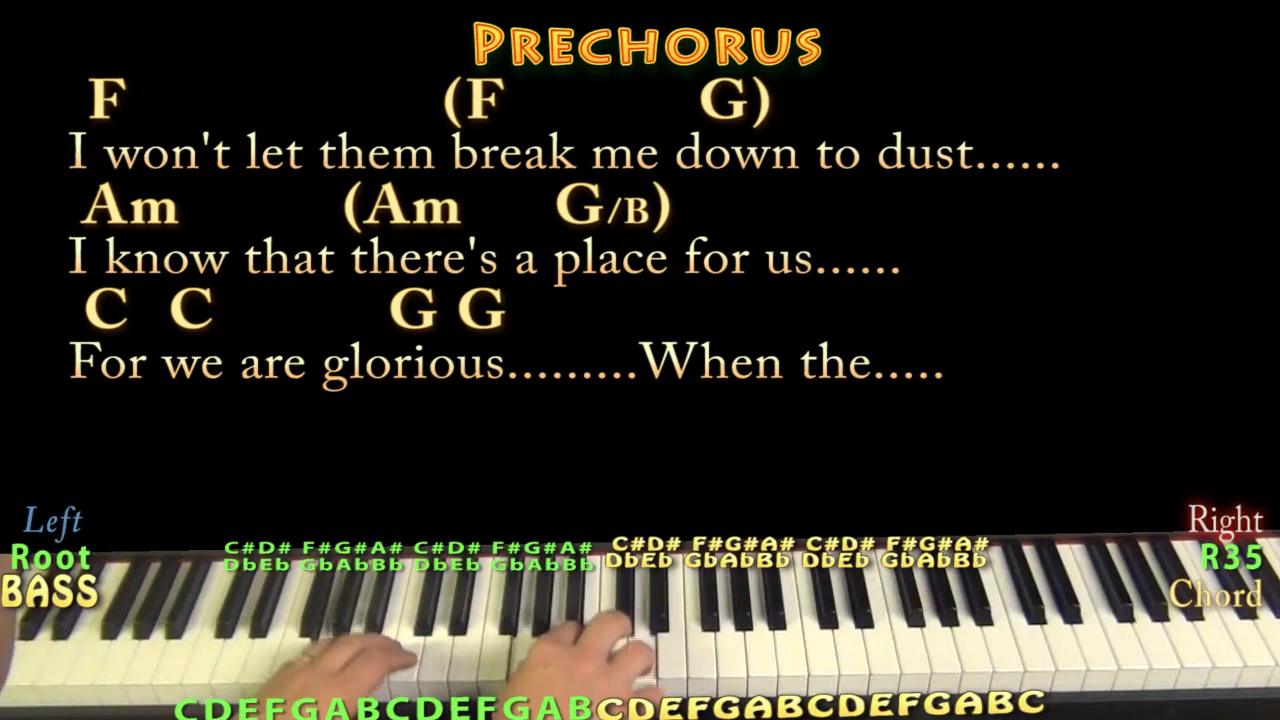 PRECHORUS
F (F G)
I won't let them break me down to dust......
Am (Am G/B)
I know that there's a place for us......
C C G G
For we are glorious.........When the.....
Left
Root
BASS
Right
R35
Chord
C#D# F#G#A# C#D# F#G#A# C#D# F#G#A# C#D# F#G#A#
DbEb GbAbBb DbEb GbAbBb DbEb GbAbBb DbEb GbAbBb
CDEFGABCDEFGABCDEFGABCDEFGABC